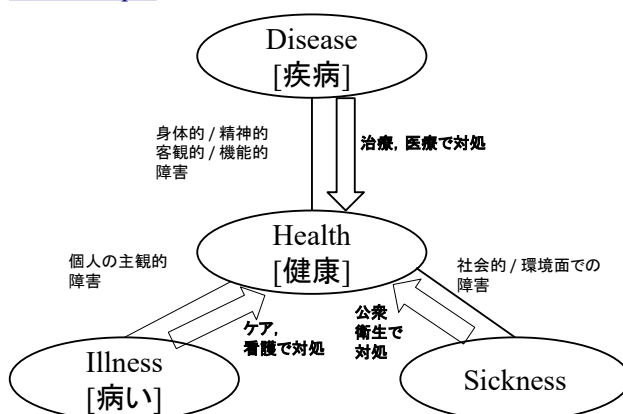 Disease
[疾病]
身体的 / 精神的
客観的 / 機能的
障害
治療，医療で対処
Health
[健康]
個人の主観的
障害
社会的 / 環境面での
障害
ケア，
看護で対処
公衆
衛生で
対処
Illness
[病い]
Sickness